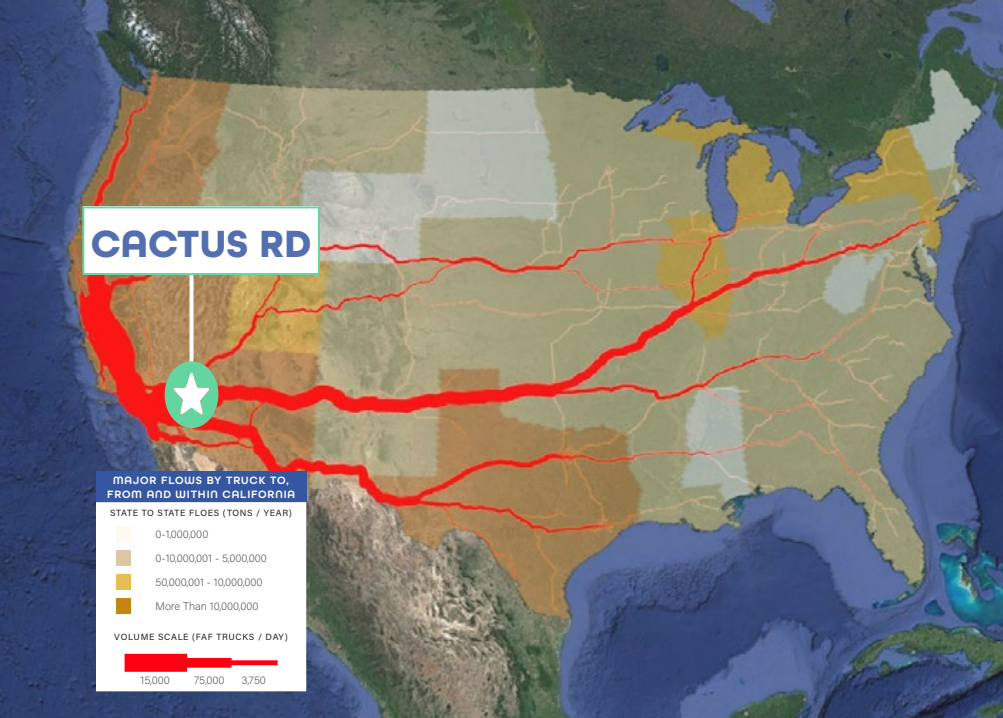 CACTUS RD
MAJOR FLOWS BY TRUCK TO,
FROM AND WITHIN CALIFORNIA
STATE TO STATE FLOES (TONS / YEAR)
0-1,000,000
0-10,000,001 - 5,000,000
50,000,001 - 10,000,000
More Than 10,000,000
VOLUME SCALE (FAF TRUCKS / DAY)
15,000 75,000 3,750